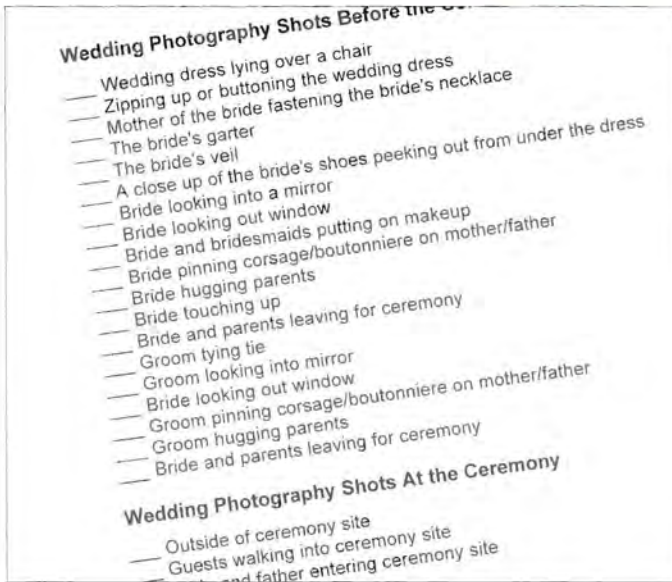 Wedding Photography Shots Before the
___ Wedding dress lying over a chair
___ Zipping up or buttoning the wedding dress
___ Mother of the bride fastening the bride's necklace
___ The bride's garter
___ The bride's veil
___ A close up of the bride's shoes peeking out from under the dress
___ Bride looking into a mirror
___ Bride looking out window
___ Bride and bridesmaids putting on makeup
___ Bride pinning corsage/boutonniere on mother/father
___ Bride hugging parents
___ Bride touching up
___ Bride and parents leaving for ceremony
___ Groom tying tie
___ Groom looking into mirror
___ Bride looking out window
___ Groom pinning corsage/boutonniere on mother/father
___ Groom hugging parents
___ Bride and parents leaving for ceremony
Wedding Photography Shots At the Ceremony
___ Outside of ceremony site
___ Guests walking into ceremony site
and father entering ceremony site